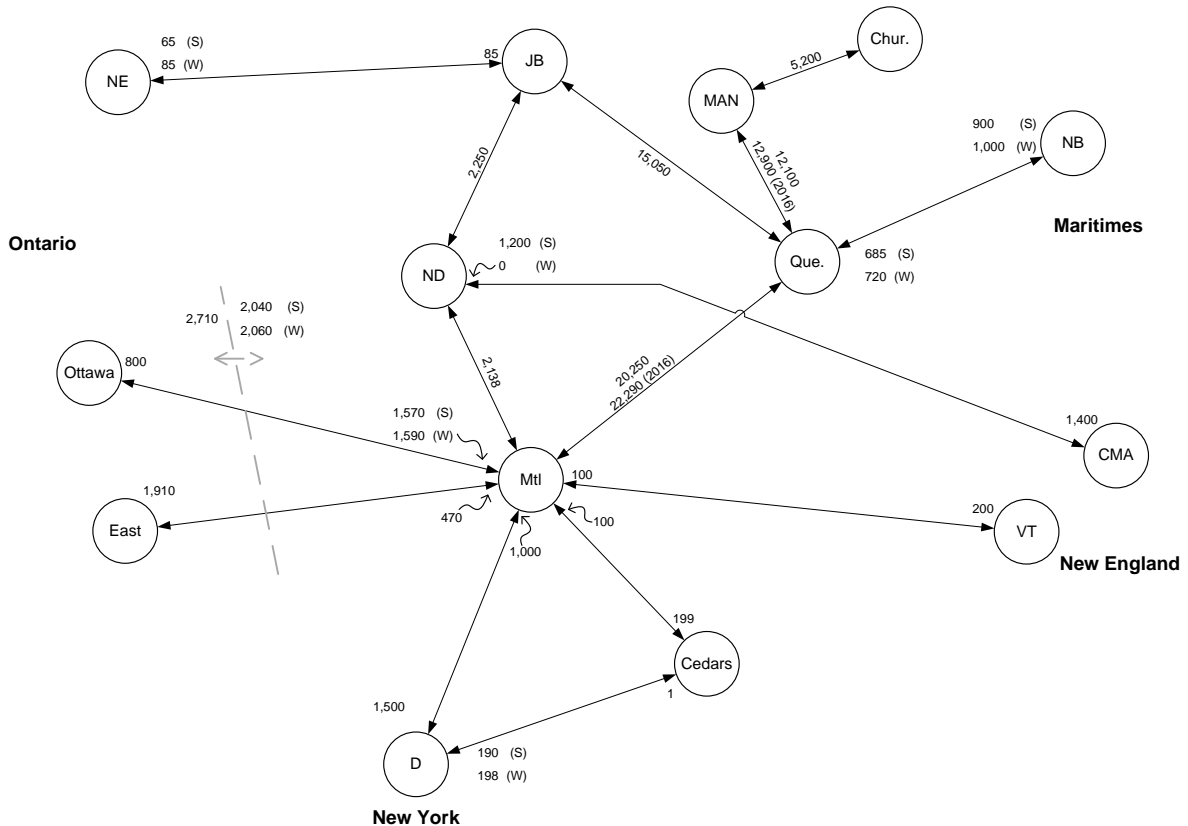 Chur.
65 (S)
85 (W)
85
JB
NE
5,200
MAN
900 (S)
1,000 (W)
NB
2,250
15,050
12,100
12,900 (2016)
Maritimes
Ontario
1,200 (S)
0 (W)
ND
Que.
685 (S)
720 (W)
2,710
2,040 (S)
2,060 (W)
Ottawa
800
2,138
20,250
22,290 (2016)
1,570 (S)
1,590 (W)
1,400
CMA
Mtl
100
1,910
470
100
200
East
1,000
VT
New England
199
Cedars
1
1,500
D
190 (S)
198 (W)
New York